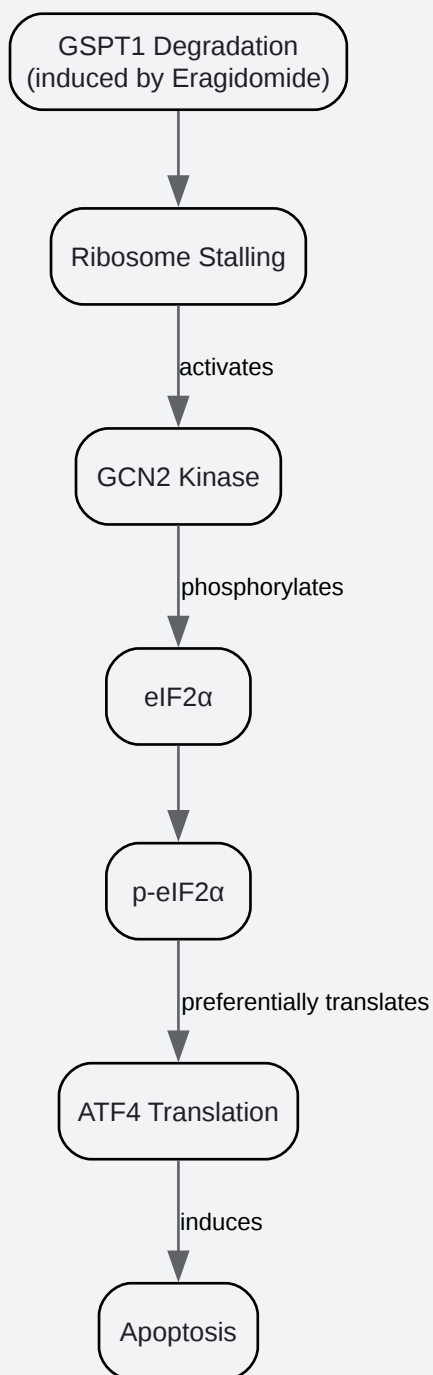 GSPT1 Degradation
(induced by Eragidomide)
Ribosome Stalling
activates
GCN2 Kinase
phosphorylates
eIF2α
p-eIF2α
preferentially translates
ATF4 Translation
induces
Apoptosis